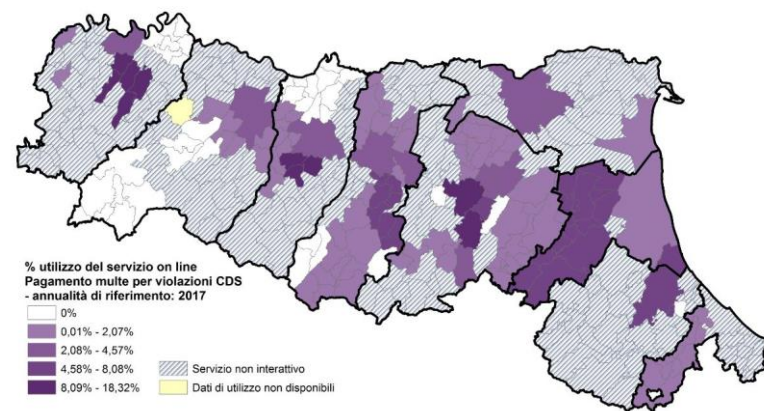 % utilizzo del servizio on line
Pagamento multe per violazioni CDS
- annualità di riferimento: 2017
0%
0,01% - 2,07%
2,08% - 4,57%
4,58% - 8,08%
8,09% - 18,32%
Servizio non interattivo
Dati di utilizzo non disponibili